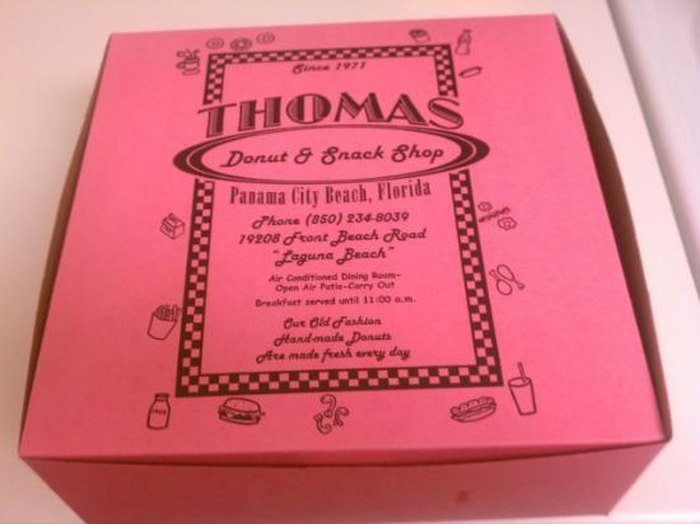 Since 1971
THOMAS
Donut & Snack Shop
Panama City Beach, Florida
Phone (850) 234-8039
19208 Front Beach Road
"Laguna Beach"
Air Conditioned Dining Room-
Open Air Patio-Carry Out
Breakfast served until 11:00 a.m.
Our Old Fashion
Hand-made Donuts
Are made fresh every day